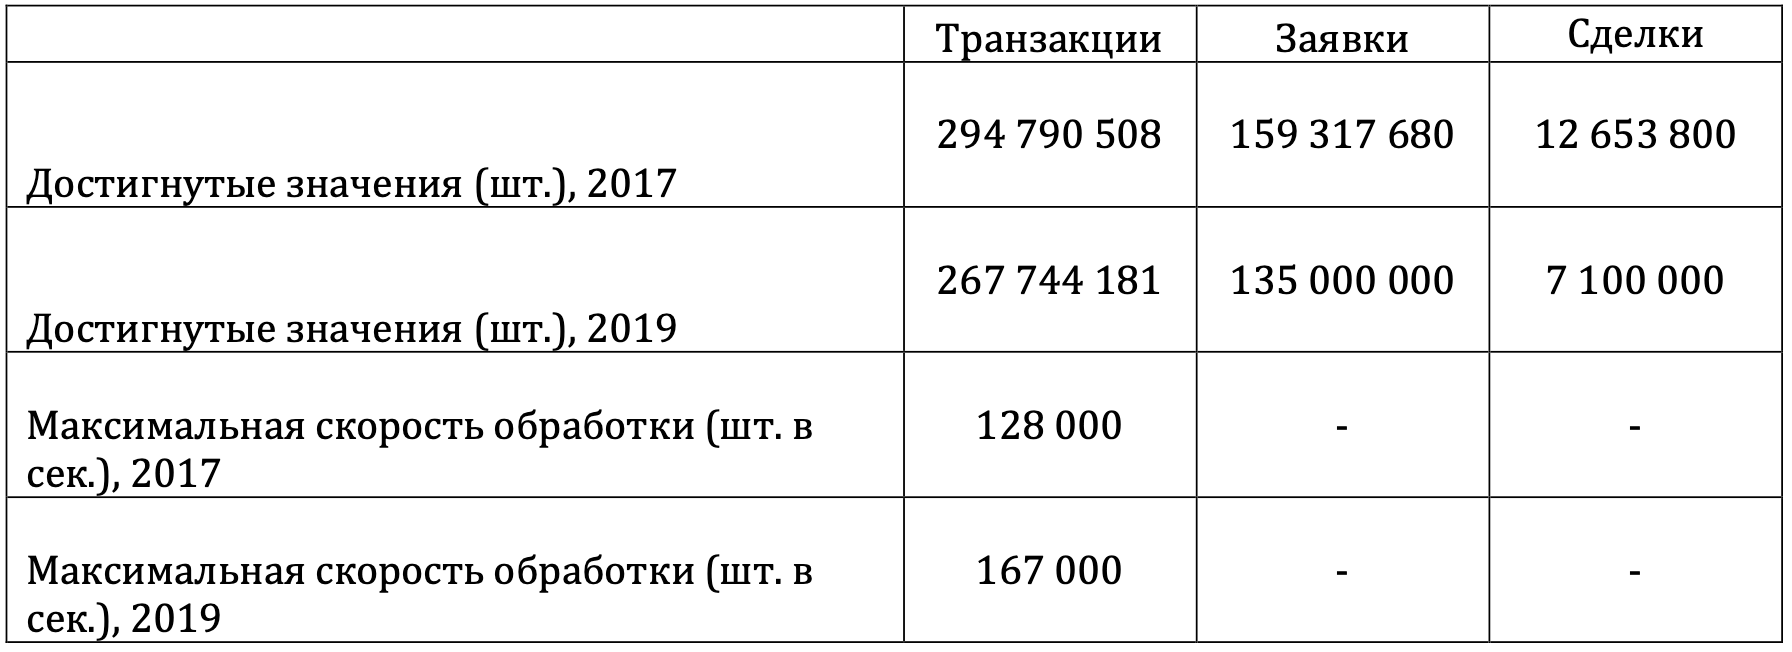 Транзакции Заявки Сделки
294 790 508 159 317 680 12 653 800
Достигнутые значения (шт.), 2017
267 744 181 135 000 000 7 100 000
Достигнутые значения (шт.), 2019
Максимальная скорость обработки (шт. в 128 000 - -
сек.), 2017
Максимальная скорость обработки (шт. в 167 000 - -
сек.), 2019